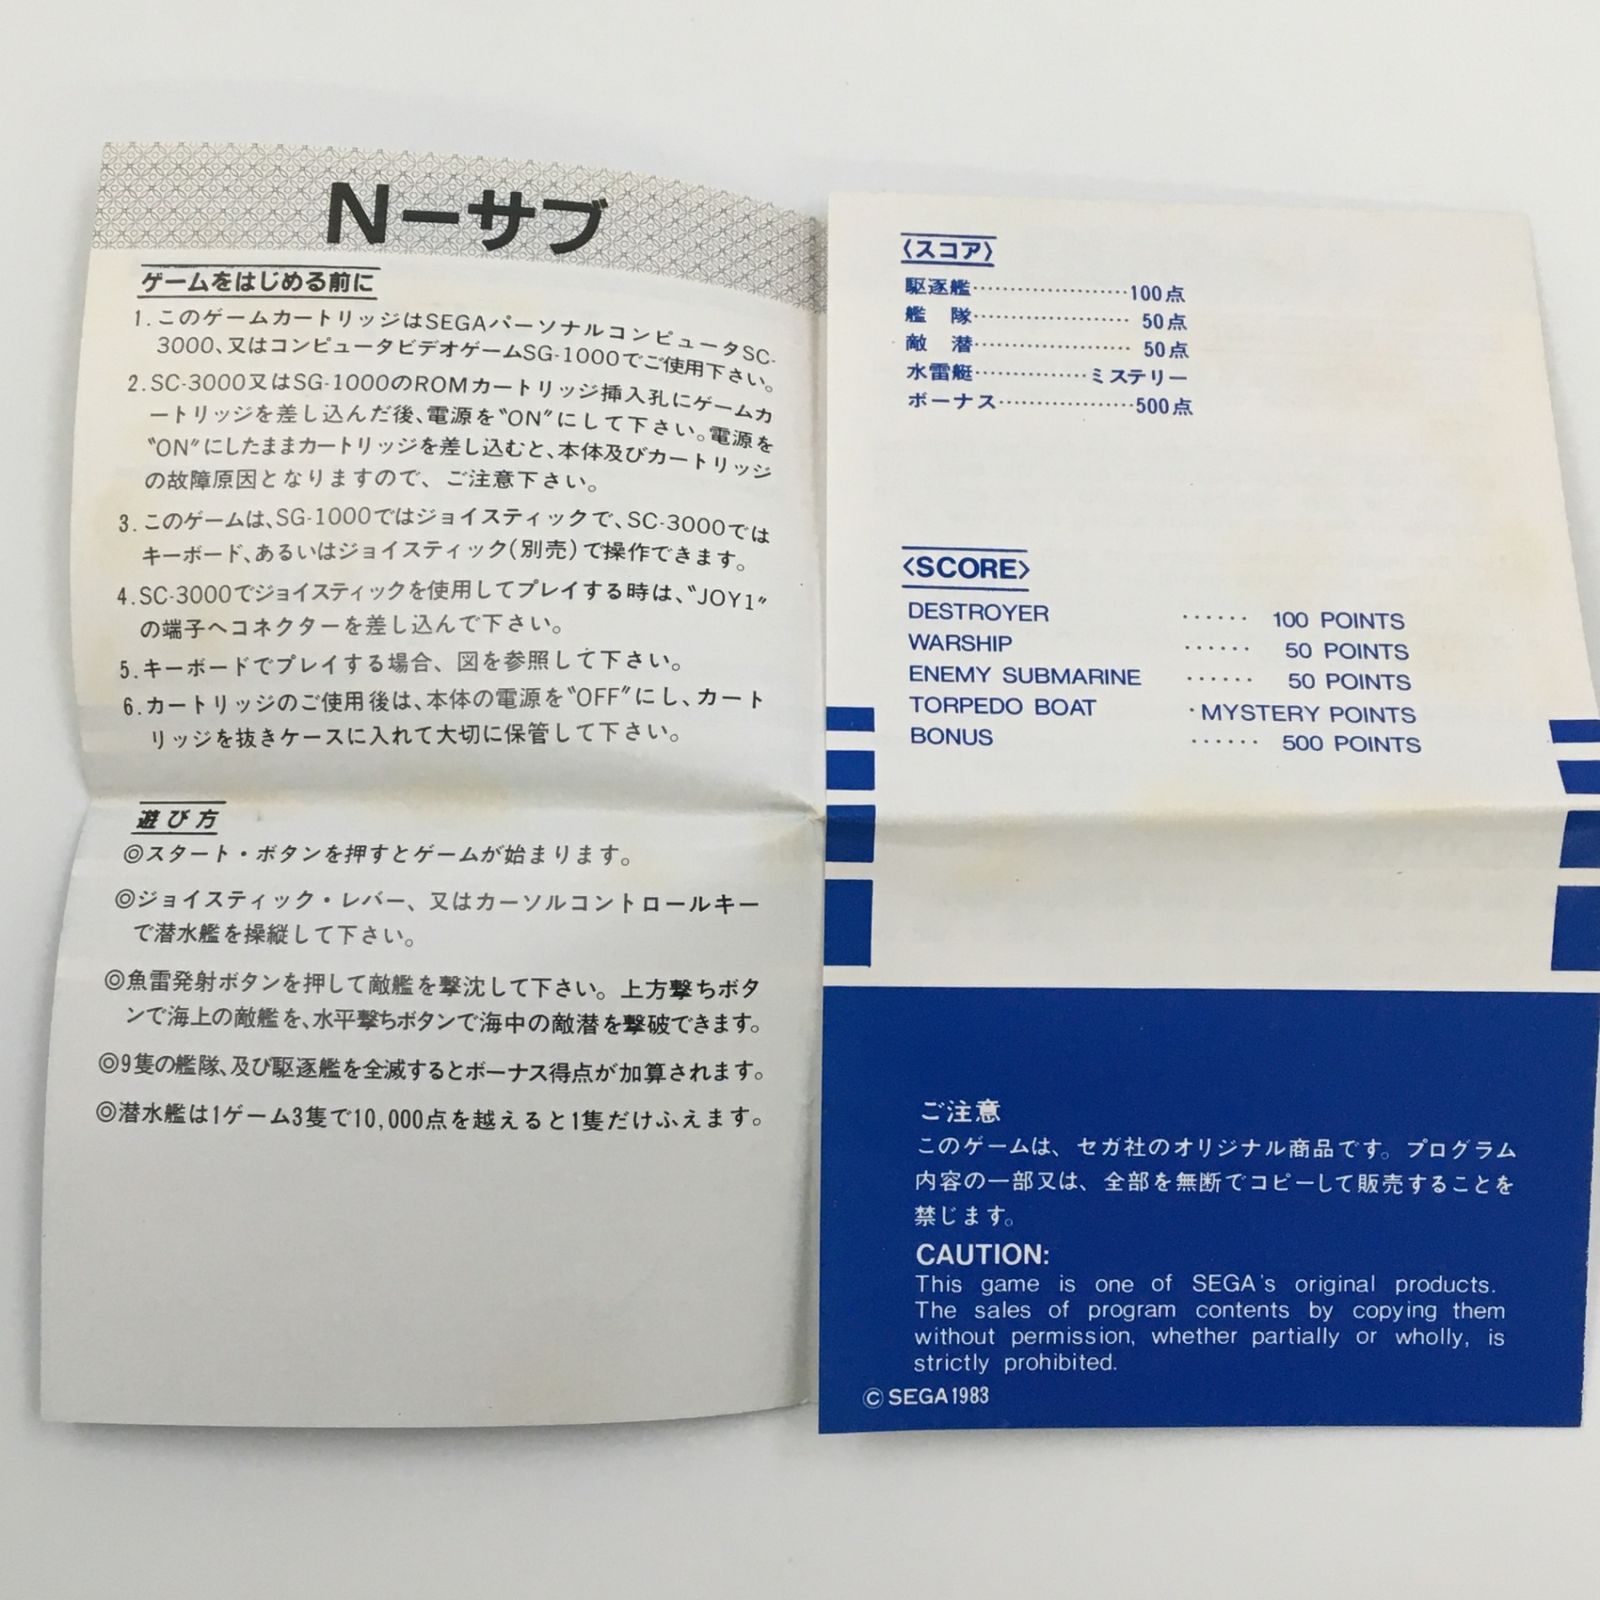 N-サブ
ゲームをはじめる前に
1.このゲームカートリッジはSEGAパーソナルコンピュータSC-
3000、又はコンピュータビデオゲームSG-1000でご使用下さい。
2.SC-3000又はSG-1000のROMカートリッジ挿入孔にゲームカ
ートリッジを差し込んだ後、電源を"ON"にして下さい。電源を
"ON"にしたままカートリッジを差し込むと、本体及びカートリッジ
の故障原因となりますので、ご注意下さい。
3.このゲームは、SG-1000ではジョイスティックで、SC-3000では
キーボード、あるいはジョイスティック(別売)で操作できます。
4.SC-3000でジョイスティックを使用してプレイする時は、"JOY1"
の端子へコネクターを差し込んで下さい。
5.キーボードでプレイする場合、図を参照して下さい。
6.カートリッジのご使用後は、本体の電源を"OFF"にし、カート
リッジを抜きケースに入れて大切に保管して下さい。
遊び方
◎スタート・ボタンを押すとゲームが始まります。
◎ジョイスティック・レバー、又はカーソルコントロールキー
で潜水艦を操縦して下さい。
◎魚雷発射ボタンを押して敵艦を撃沈して下さい。上方撃ちボタ
ンで海上の敵艦を、水平撃ちボタンで海中の敵潜を撃破できます。
◎9隻の艦隊、及び駆逐艦を全滅するとボーナス得点が加算されます。
◎潜水艦は1ゲーム3隻で10,000点を越えると1隻だけふえます。
〈スコア〉
駆逐艦····················100点
艦　隊···················· 50点
敵　潜···················· 50点
水雷艇···············ミステリー
ボーナス·················500点
〈SCORE〉
DESTROYER ······ 100 POINTS
WARSHIP ······ 50 POINTS
ENEMY SUBMARINE ······ 50 POINTS
TORPEDO BOAT ·MYSTERY POINTS
BONUS ······ 500 POINTS
ご注意
このゲームは、セガ社のオリジナル商品です。プログラム
内容の一部又は、全部を無断でコピーして販売することを
禁じます。
CAUTION:
This game is one of SEGA's original products.
The sales of program contents by copying them
without permission, whether partially or wholly, is
strictly prohibited.
©SEGA1983